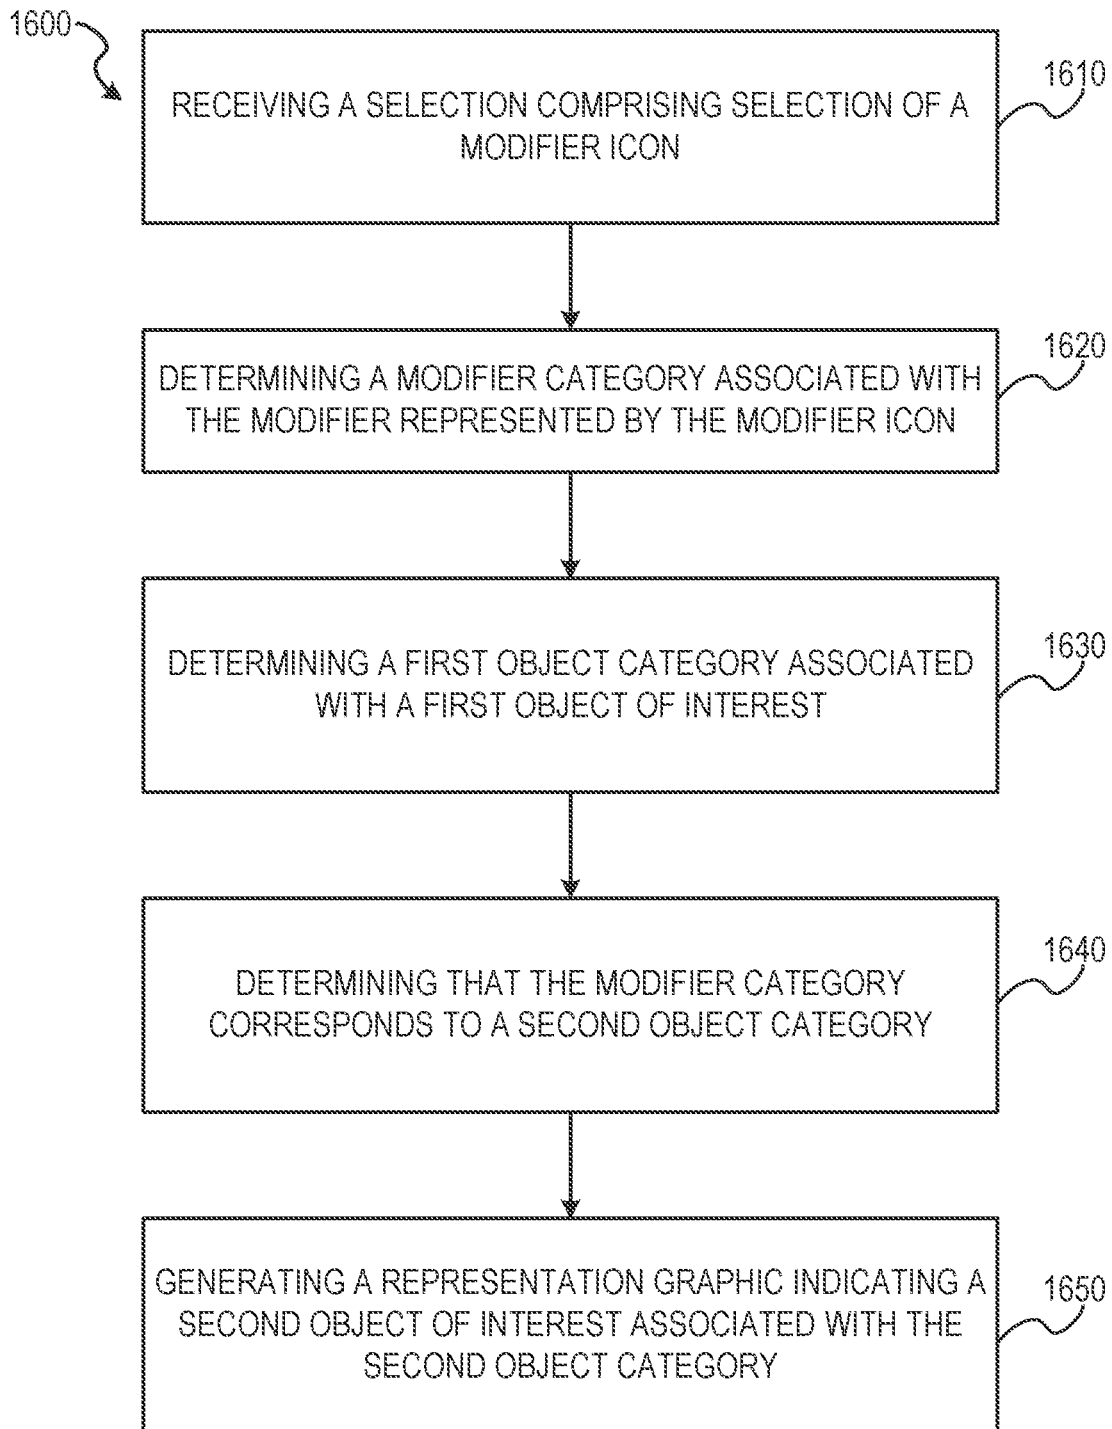 1600
1610
RECEIVING A SELECTION COMPRISING SELECTION OF A
MODIFIER ICON
1620
DETERMINING A MODIFIER CATEGORY ASSOCIATED WITH
THE MODIFIER REPRESENTED BY THE MODIFIER ICON
1630
DETERMINING A FIRST OBJECT CATEGORY ASSOCIATED
WITH A FIRST OBJECT OF INTEREST
1640
DETERMINING THAT THE MODIFIER CATEGORY
CORRESPONDS TO A SECOND OBJECT CATEGORY
1650
GENERATING A REPRESENTATION GRAPHIC INDICATING A
SECOND OBJECT OF INTEREST ASSOCIATED WITH THE
SECOND OBJECT CATEGORY